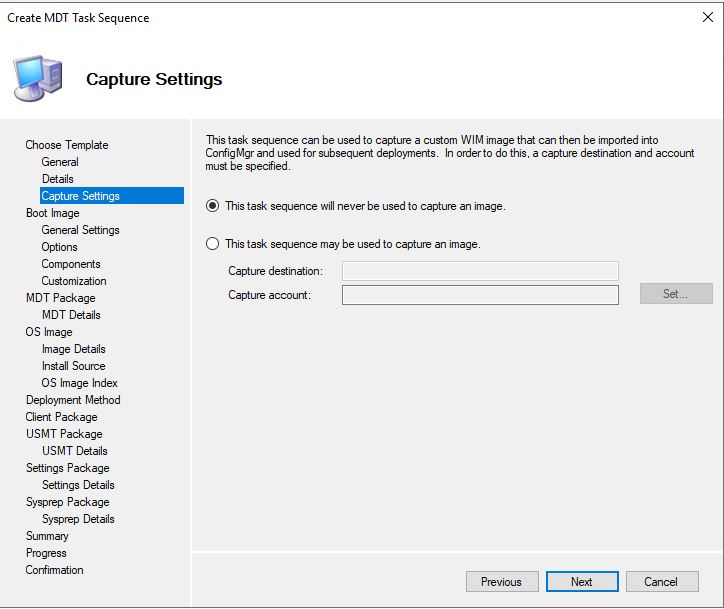 Create MDT Task Sequence
Capture Settings
Choose Template
General
Details
Capture Settings
Boot Image
General Settings
Options
Components
Customization
MDT Package
MDT Details
OS Image
Image Details
Install Source
OS Image Index
Deployment Method
Client Package
USMT Package
USMT Details
Settings Package
Settings Details
Sysprep Package
Sysprep Details
Summary
Progress
Confirmation
This task sequence can be used to capture a custom WIM image that can then be imported into
ConfigMgr and used for subsequent deployments. In order to do this, a capture destination and account
must be specified.
This task sequence will never be used to capture an image.
This task sequence may be used to capture an image.
Capture destination:
Capture account:
Set...
Previous
Next
Cancel